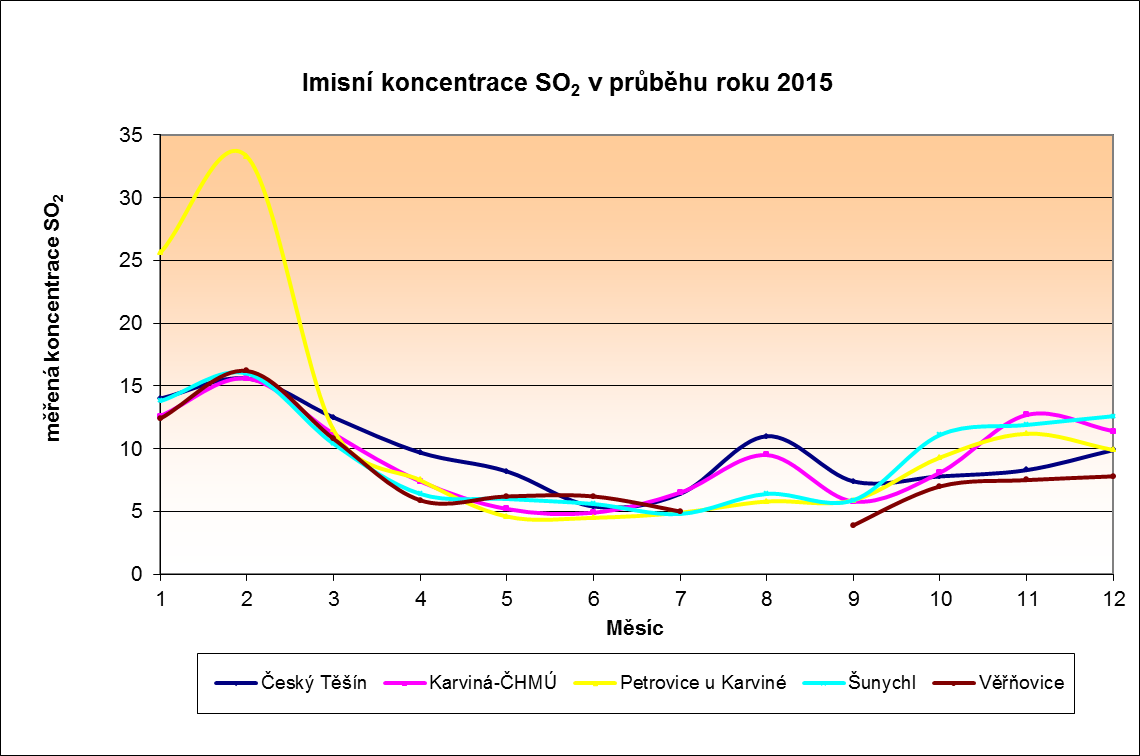 Imisní koncentrace SO₂ v průběhu roku 2015
měřená koncentrace SO₂
35
30
25
20
15
10
5
0
1 2 3 4 5 6 7 8 9 10 11 12
Měsíc
Český Těšín Karviná-ČHMÚ Petrovice u Karviné Šunychl Věřňovice